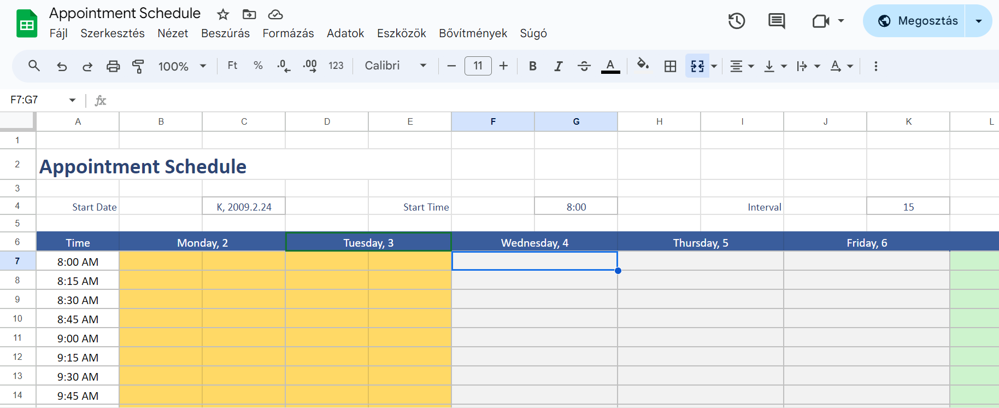 Appointment Schedule
Fájl Szerkesztés Nézet Beszúrás Formázás Adatok Eszközök Bővítmények Súgó
Megosztás
100% Ft % .0 .00 123 Calibri 11 B I S A
F7:G7 fx
A B C D E F G H I J K L
1
2 Appointment Schedule
3
4 Start Date K, 2009.2.24 Start Time 8:00 Interval 15
5
6 Time Monday, 2 Tuesday, 3 Wednesday, 4 Thursday, 5 Friday, 6
7 8:00 AM
8 8:15 AM
9 8:30 AM
10 8:45 AM
11 9:00 AM
12 9:15 AM
13 9:30 AM
14 9:45 AM